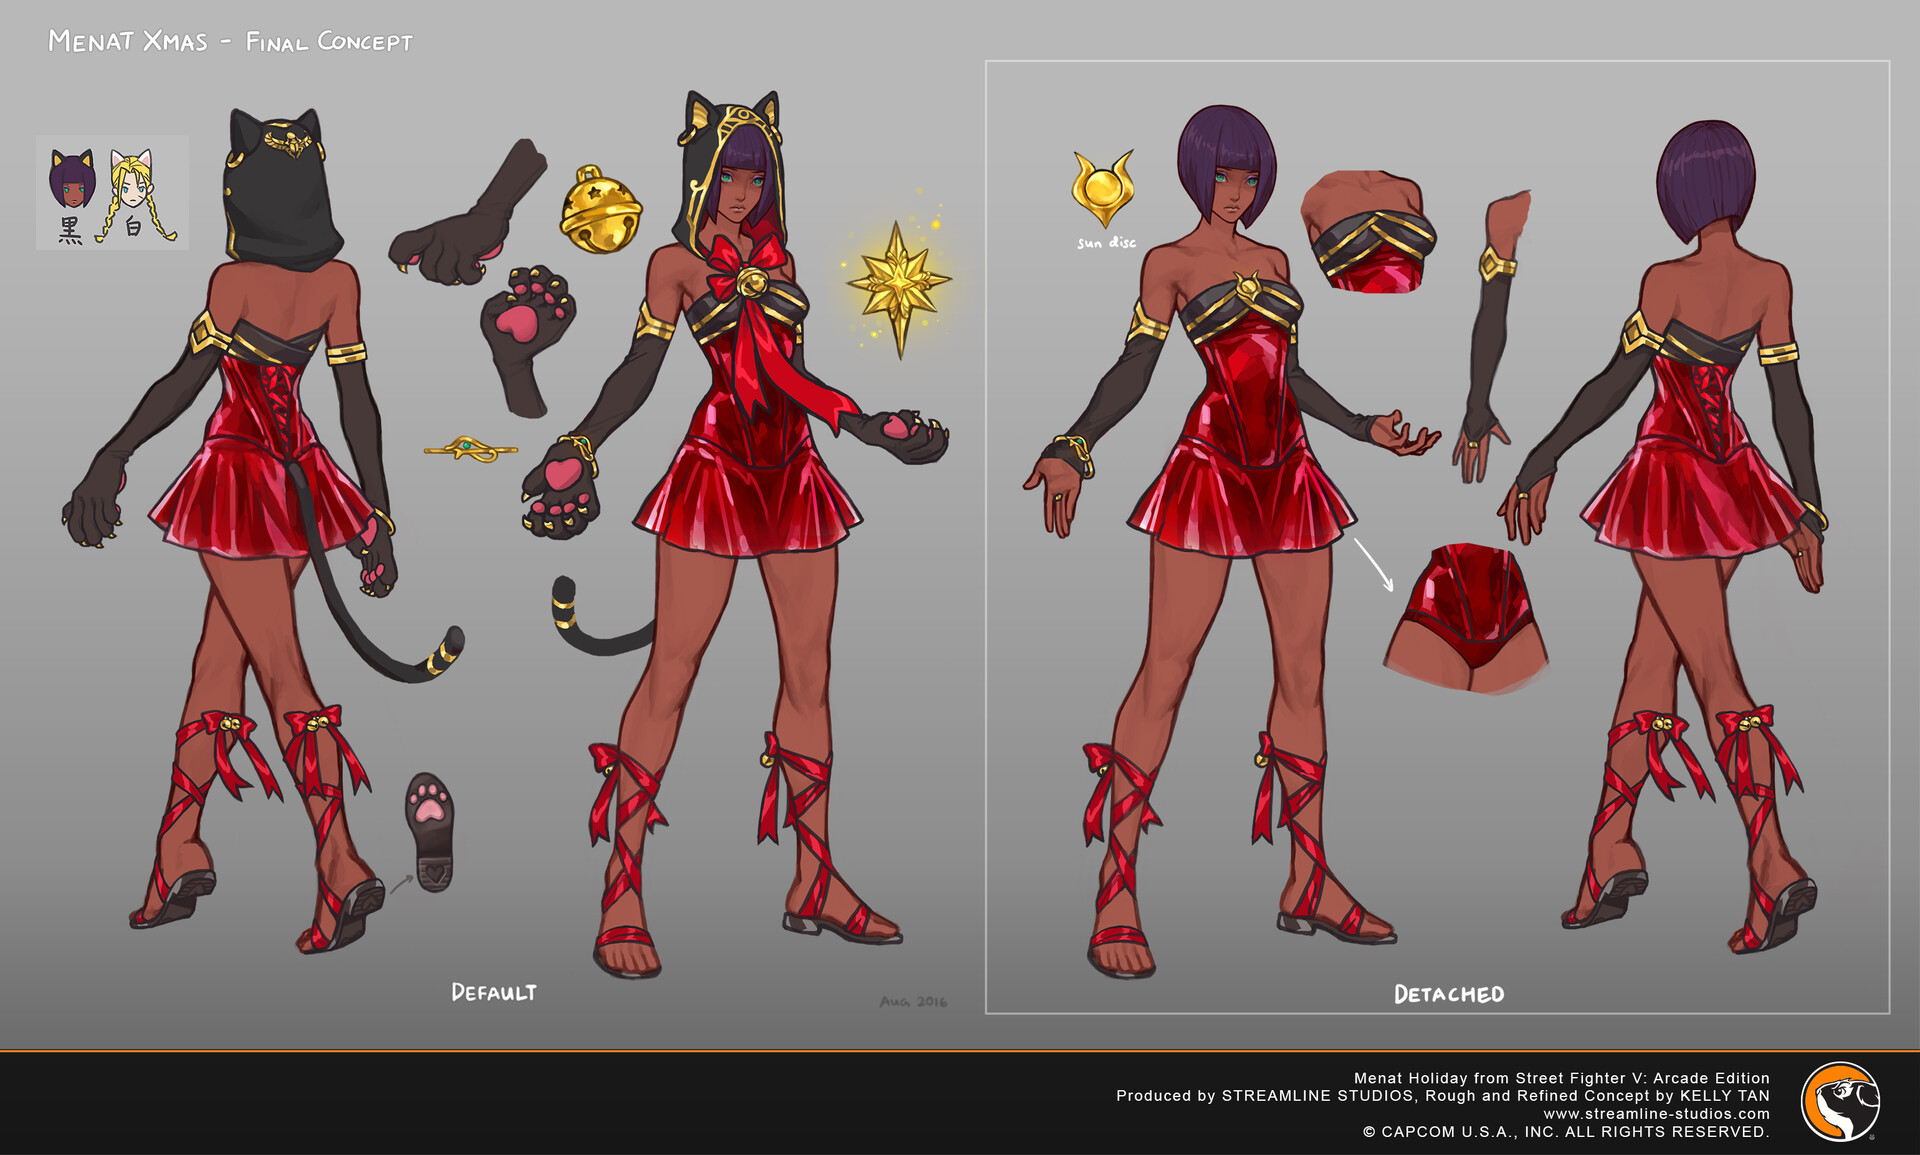 MENAT XMAS - FINAL CONCEPT
黒 白
sun disc
DEFAULT
Aug 2016
DETACHED
Menat Holiday from Street Fighter V: Arcade Edition
Produced by STREAMLINE STUDIOS, Rough and Refined Concept by KELLY TAN
www.streamline-studios.com
© CAPCOM U.S.A., INC. ALL RIGHTS RESERVED.